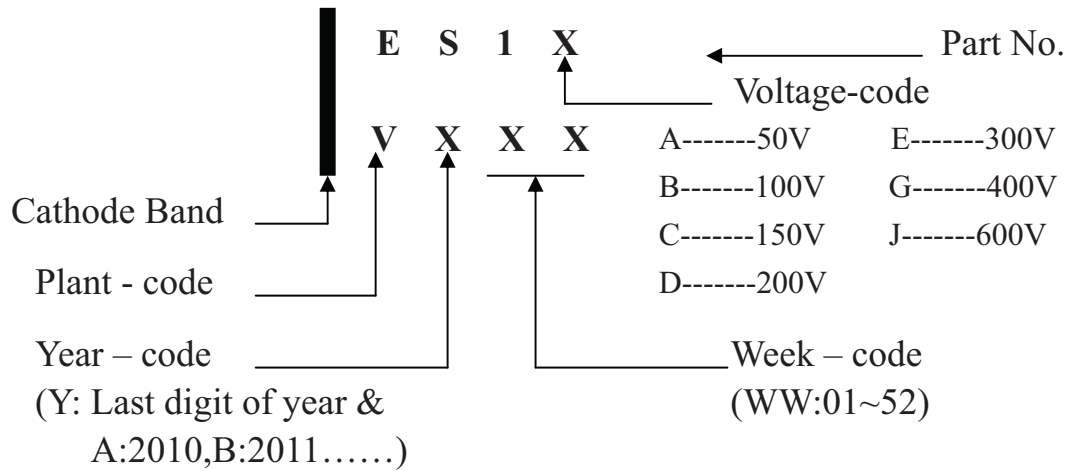 E S 1 X Part No.
Voltage-code
V X X X A-------50V E-------300V
B-------100V G-------400V
Cathode Band
C-------150V J-------600V
Plant - code D-------200V
Year – code Week – code
(Y: Last digit of year & (WW:01~52)
A:2010,B:2011……)